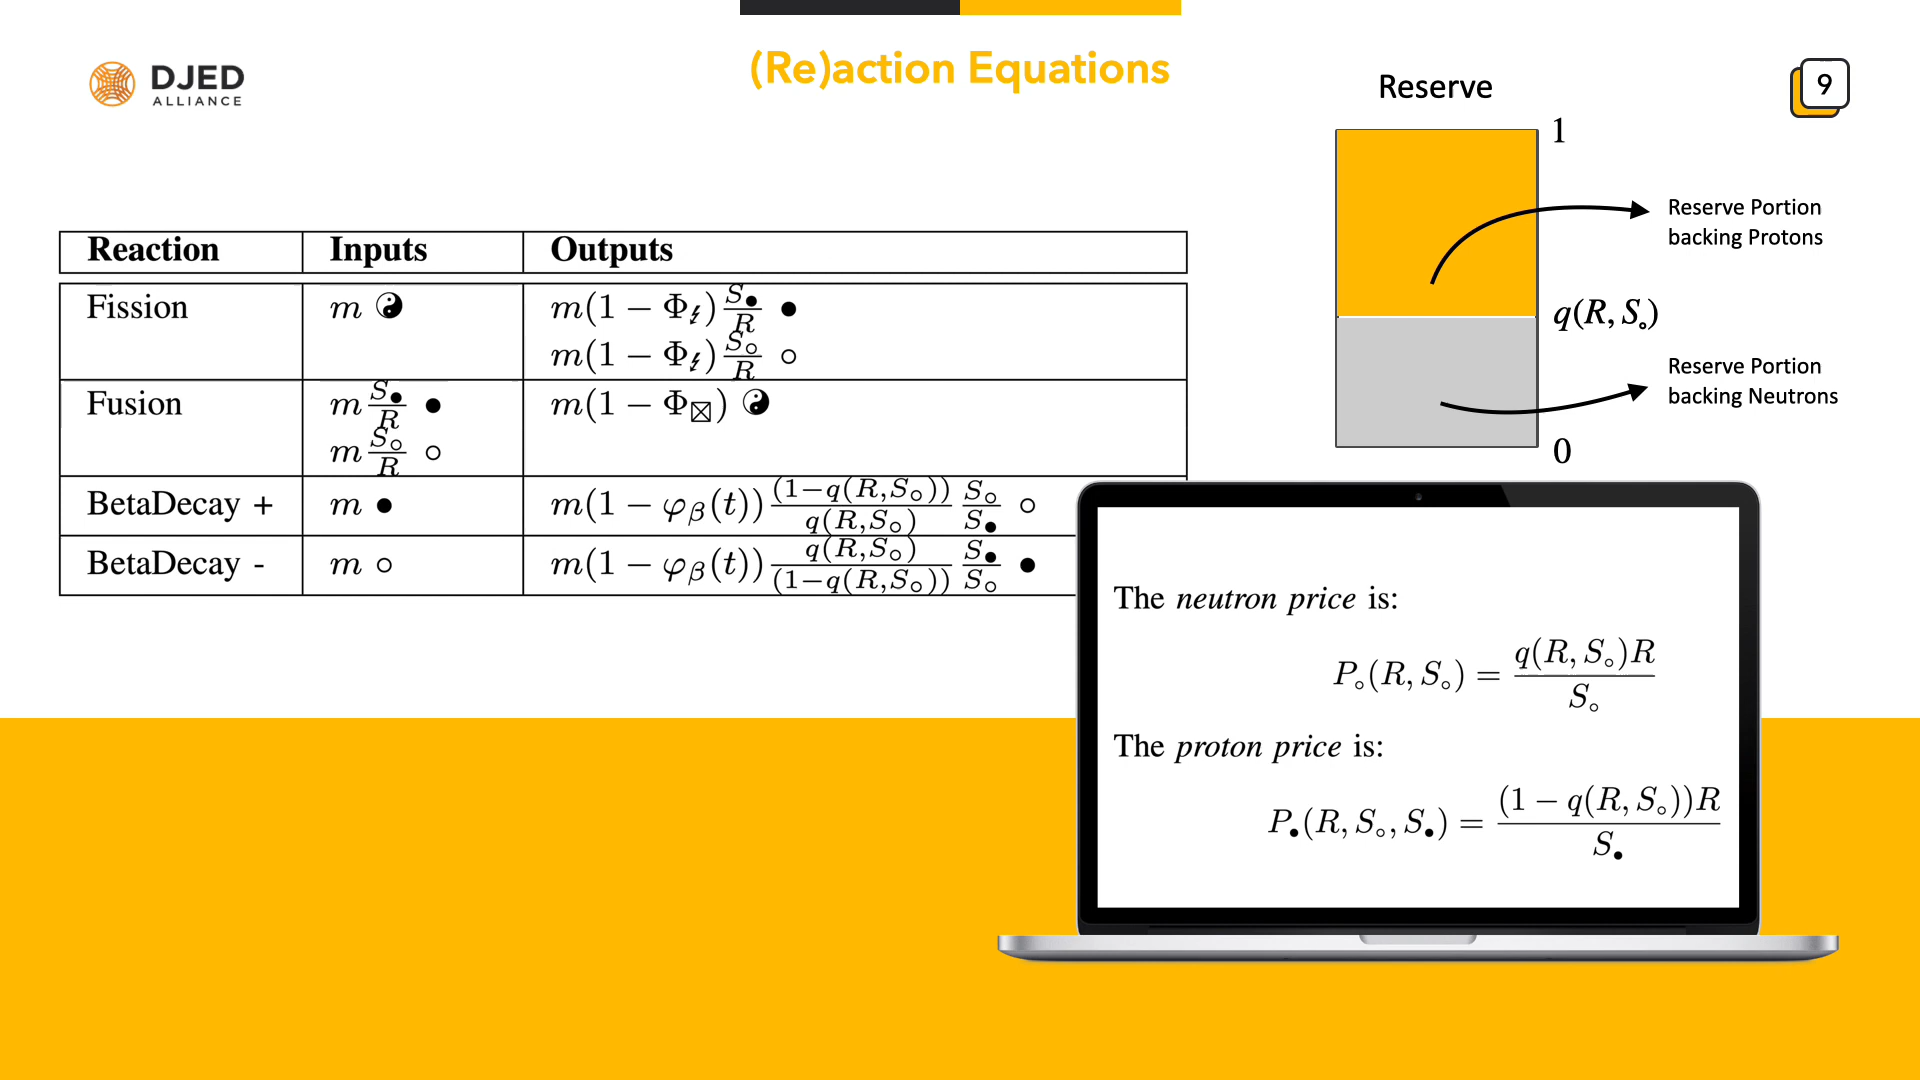 DJED
ALLIANCE
(Re)action Equations
9
Reserve
1
Reserve Portion
backing Protons
q(R, S∘)
Reserve Portion
backing Neutrons
0
Reaction Inputs Outputs
Fission m ☯ m(1 − Φ↯) S●/R ●
m(1 − Φ↯) S○/R ○
Fusion m S●/R ● m(1 − Φ⊠) ☯
m S○/R ○
BetaDecay + m ● m(1 − φβ(t)) (1−q(R,S○))/q(R,S○) S○/S● ○
BetaDecay - m ○ m(1 − φβ(t)) q(R,S○)/(1−q(R,S○)) S●/S○ ●
The neutron price is:
P∘(R, S∘) = q(R, S∘)R / S∘
The proton price is:
P•(R, S∘, S•) = (1 − q(R, S∘))R / S•